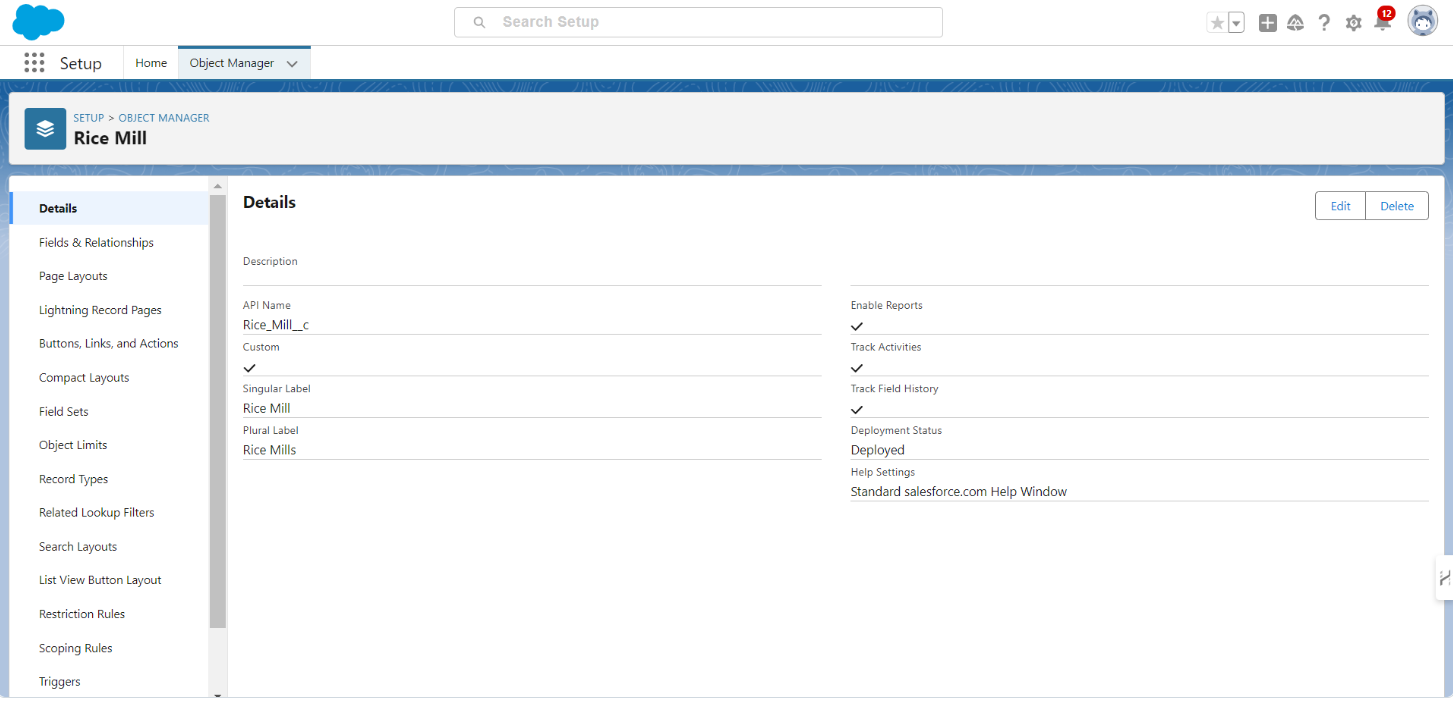 Search Setup
12
Setup
Home
Object Manager
SETUP > OBJECT MANAGER
Rice Mill
Details
Fields & Relationships
Page Layouts
Lightning Record Pages
Buttons, Links, and Actions
Compact Layouts
Field Sets
Object Limits
Record Types
Related Lookup Filters
Search Layouts
List View Button Layout
Restriction Rules
Scoping Rules
Triggers
Details
Edit
Delete
Description
API Name
Rice_Mill__c
Custom
Singular Label
Rice Mill
Plural Label
Rice Mills
Enable Reports
Track Activities
Track Field History
Deployment Status
Deployed
Help Settings
Standard salesforce.com Help Window